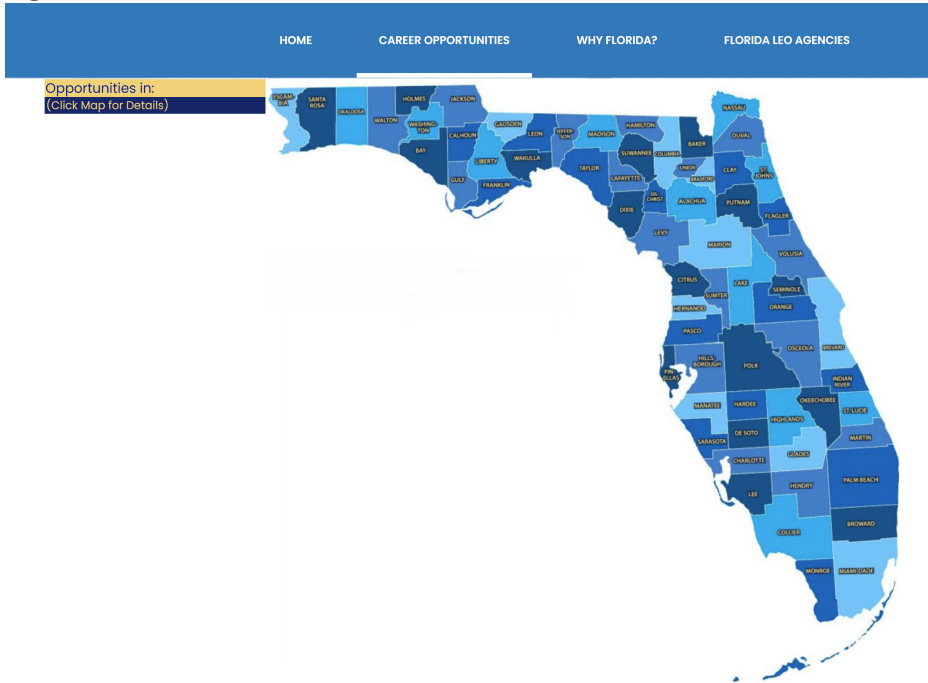 HOME CAREER OPPORTUNITIES WHY FLORIDA? FLORIDA LEO AGENCIES
Opportunities in:
(Click Map for Details)
ESCAM-
BIA
SANTA
ROSA
OKALOOSA
WALTON
HOLMES
JACKSON
WASHING-
TON
BAY
CALHOUN
GULF
LIBERTY
GADSDEN
FRANKLIN
LEON
WAKULLA
JEFFER
SON
MADISON
TAYLOR
HAMILTON
SUWANNEE
LAFAYETTE
DIXIE
COLUMBIA
GIL
CHRIST
BAKER
UNION
BRADFORD
NASSAU
DUVAL
CLAY
ST.
JOHNS
ALACHUA
PUTNAM
FLAGLER
LEVY
MARION
VOLUSIA
CITRUS
SUMTER
LAKE
SEMINOLE
HERNANDO
ORANGE
PASCO
PIN-
ELLAS
HILLS-
BOROUGH
POLK
OSCEOLA
BREVARD
INDIAN
RIVER
MANATEE
HARDEE
HIGHLANDS
OKEECHOBEE
ST. LUCIE
SARASOTA
DE SOTO
GLADES
MARTIN
CHARLOTTE
LEE
HENDRY
PALM BEACH
COLLIER
BROWARD
MONROE
MIAMI-DADE